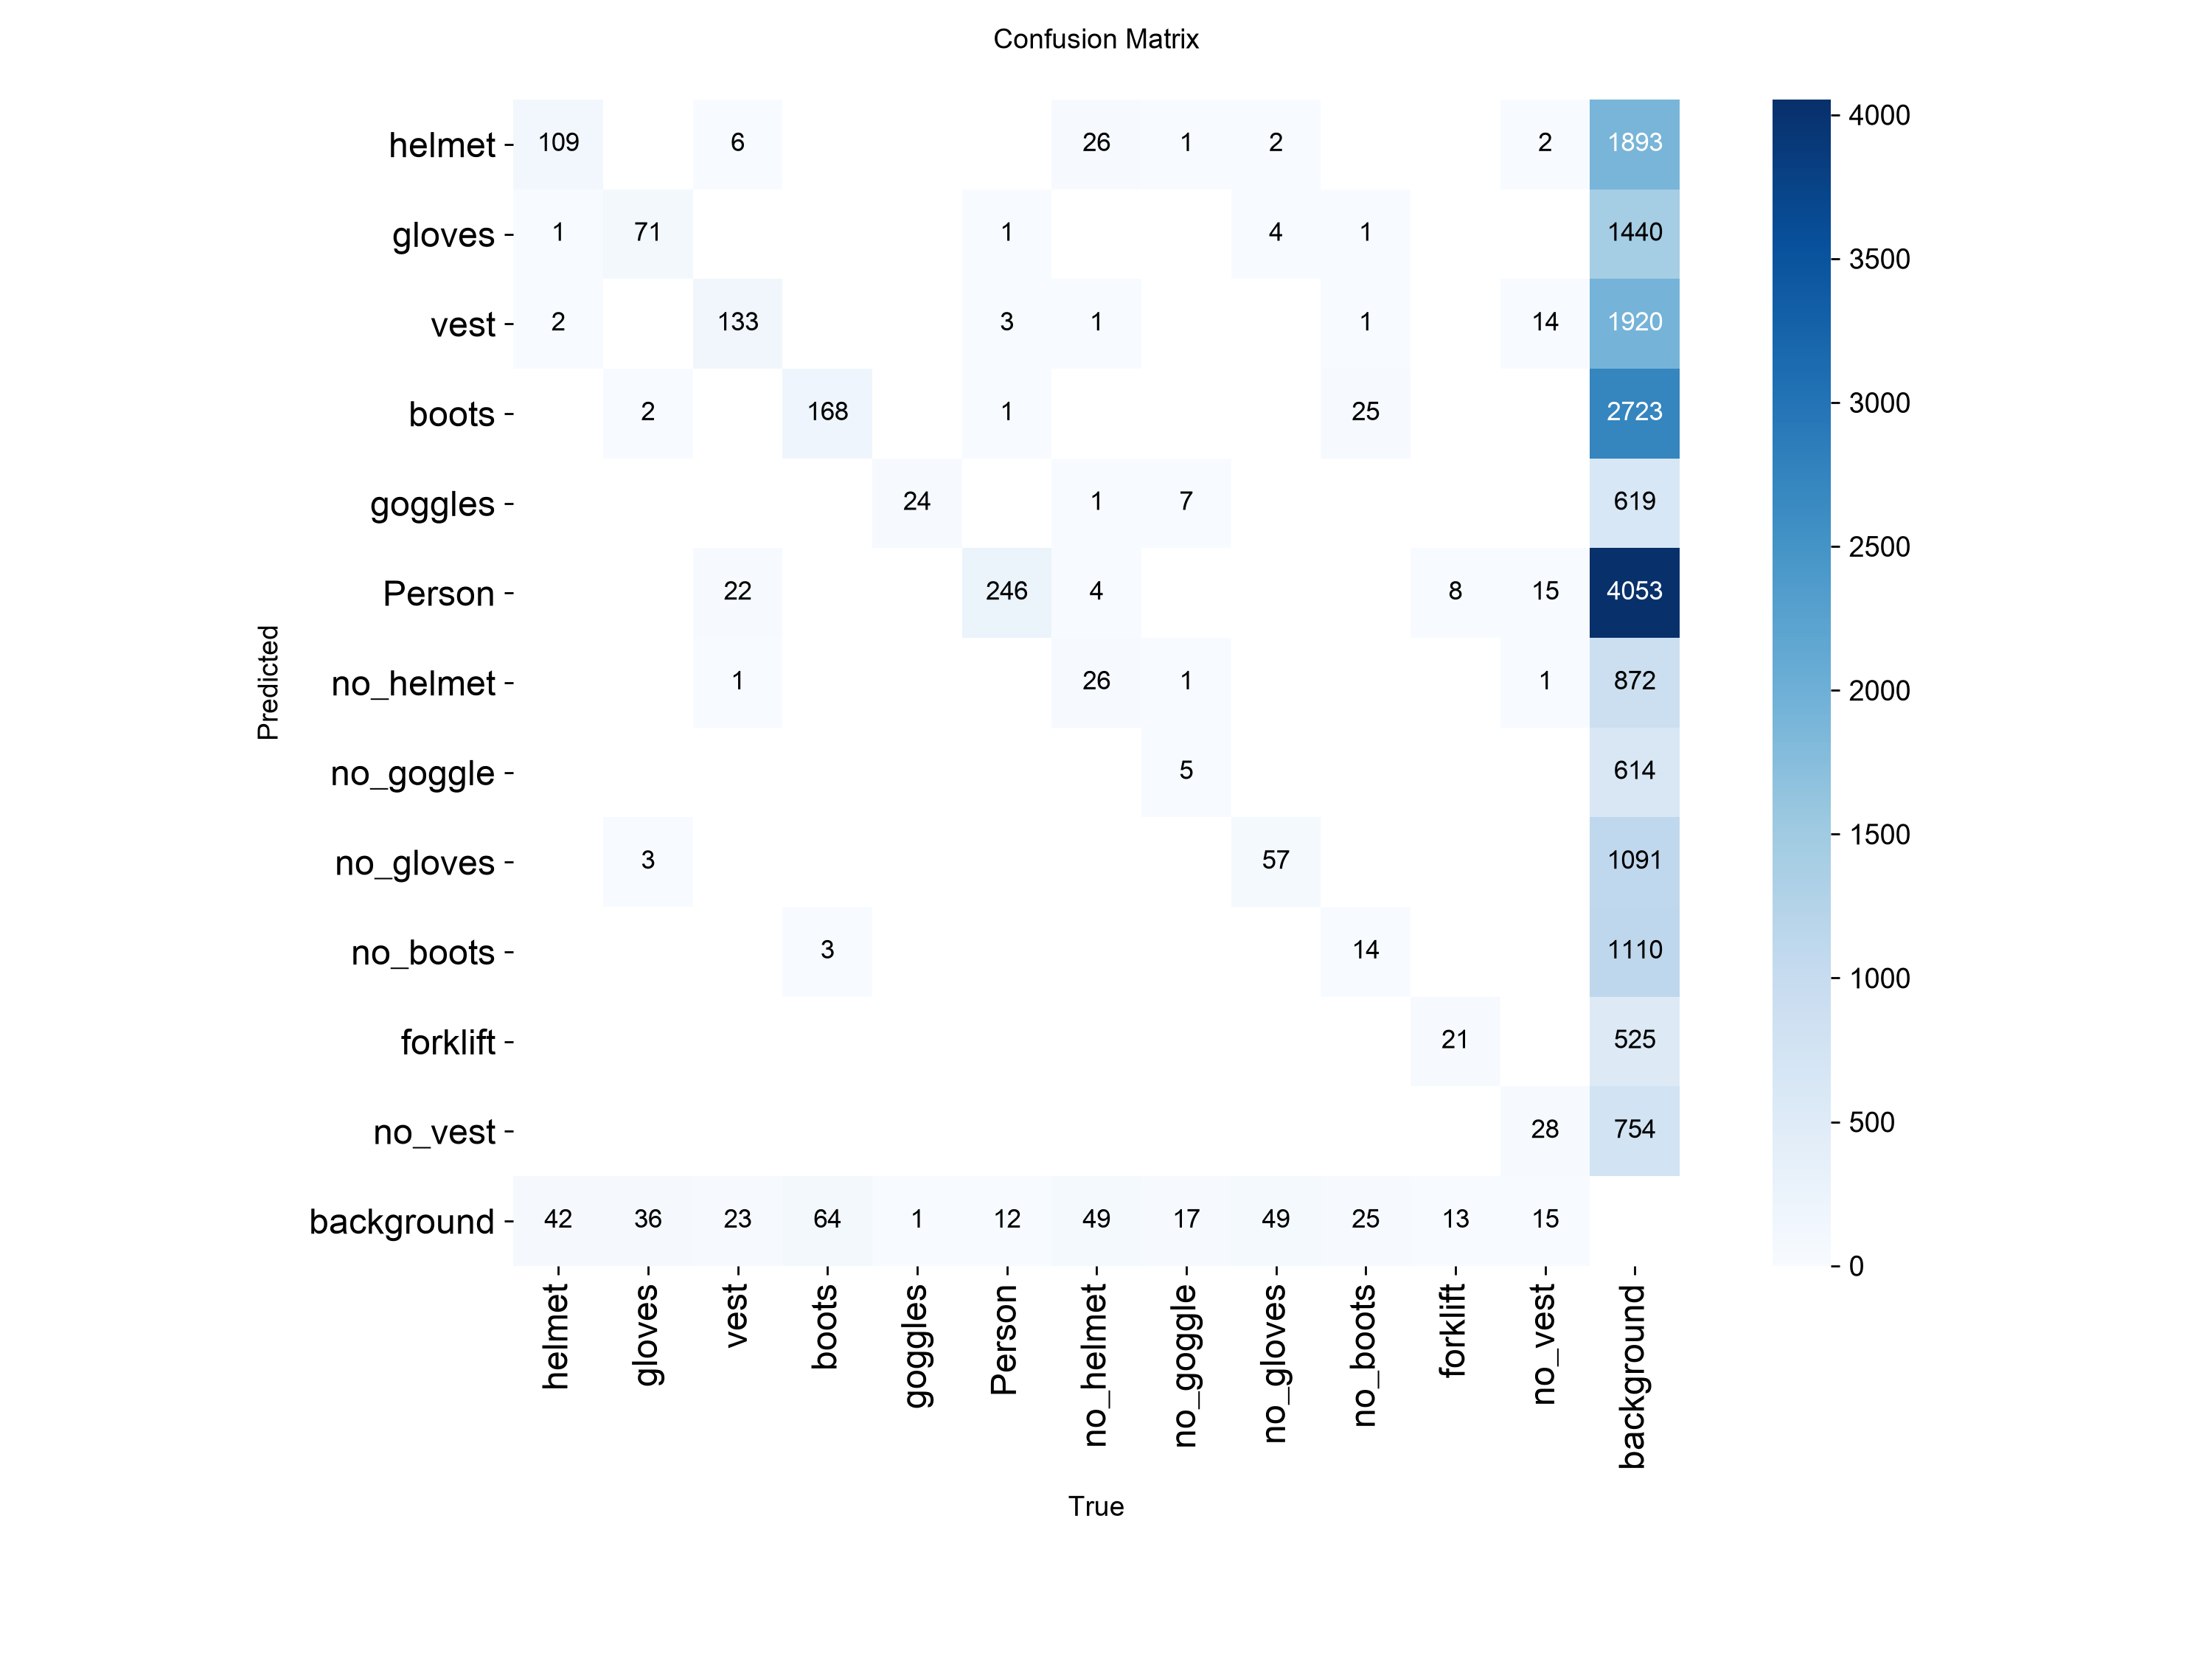 Confusion Matrix
helmet 109 6 26 1 2 2 1893
gloves 1 71 1 4 1 1440
vest 2 133 3 1 1 14 1920
boots 2 168 1 25 2723
goggles 24 1 7 619
Person 22 246 4 8 15 4053
no_helmet 1 26 1 1 872
no_goggle 5 614
no_gloves 3 57 1091
no_boots 3 14 1110
forklift 21 525
no_vest 28 754
background 42 36 23 64 1 12 49 17 49 25 13 15
helmet gloves vest boots goggles Person no_helmet no_goggle no_gloves no_boots forklift no_vest background
True
Predicted
4000
3500
3000
2500
2000
1500
1000
500
0